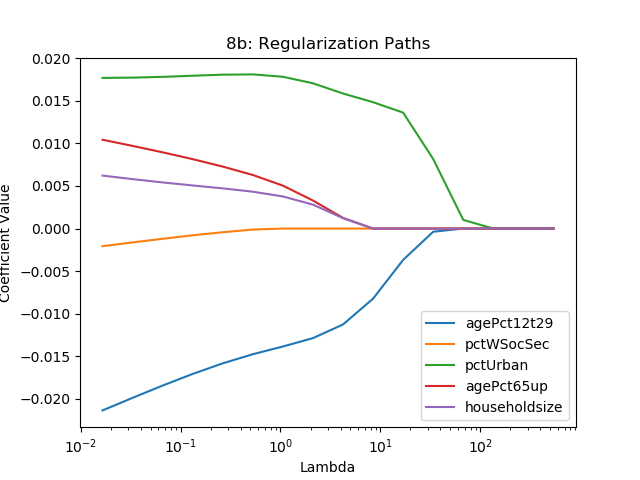 8b: Regularization Paths
0.020
0.015
0.010
0.005
0.000
−0.005
−0.010
−0.015
−0.020
Coefficient Value
agePct12t29
pctWSocSec
pctUrban
agePct65up
householdsize
10⁻² 10⁻¹ 10⁰ 10¹ 10²
Lambda